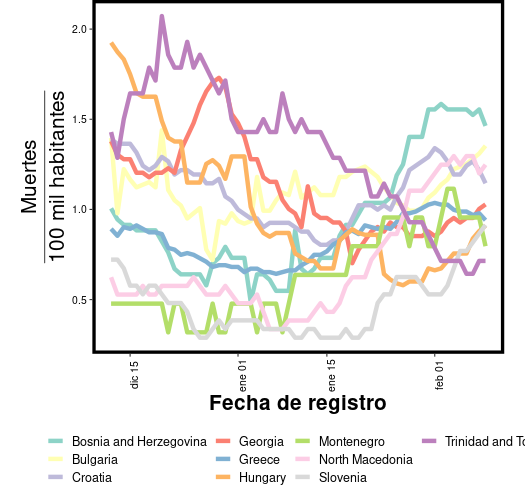 2.0
1.5
1.0
0.5
Muertes
100 mil habitantes
dic 15
ene 01
ene 15
feb 01
Fecha de registro
Bosnia and Herzegovina
Georgia
Montenegro
Trinidad and To
Bulgaria
Greece
North Macedonia
Croatia
Hungary
Slovenia